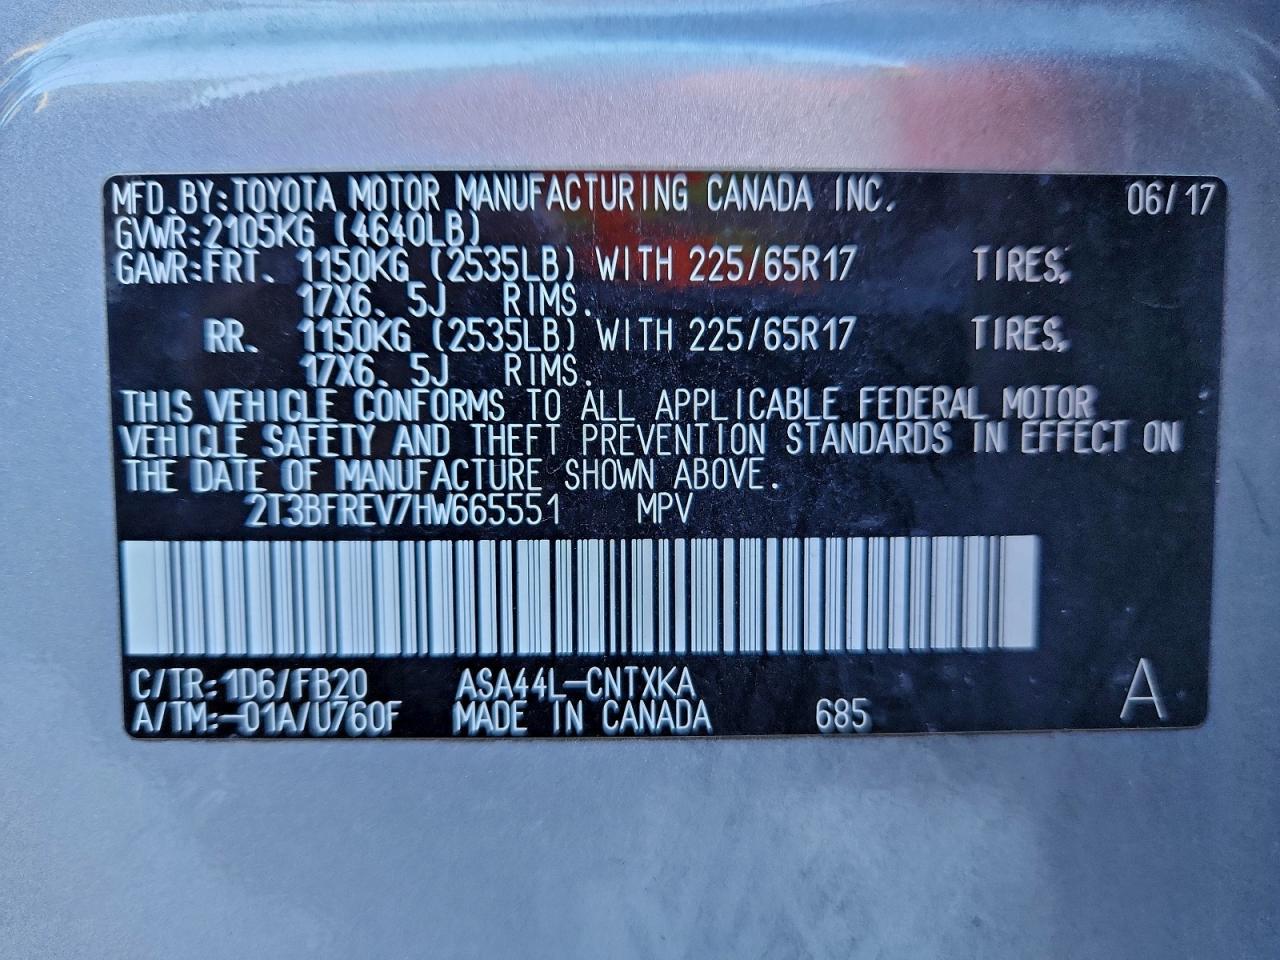 MFD.BY:TOYOTA MOTOR MANUFACTURING CANADA INC. 06/17
GVWR:2105KG (4640LB)
GAWR:FRT. 1150KG (2535LB) WITH 225/65R17 TIRES,
17X6.5J RIMS.
RR. 1150KG (2535LB) WITH 225/65R17 TIRES,
17X6.5J RIMS.
THIS VEHICLE CONFORMS TO ALL APPLICABLE FEDERAL MOTOR
VEHICLE SAFETY AND THEFT PREVENTION STANDARDS IN EFFECT ON
THE DATE OF MANUFACTURE SHOWN ABOVE.
2T3BFREV7HW665551 MPV
C/TR:1D6/FB20 ASA44L-CNTXKA A
A/TM:-01A/U760F MADE IN CANADA 685